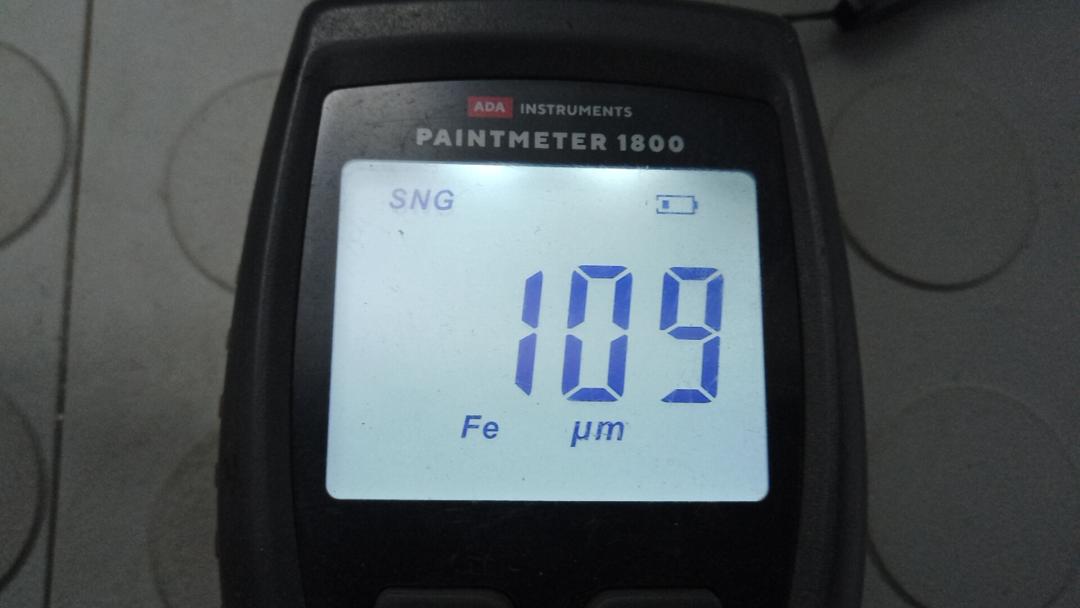 ADA INSTRUMENTS
PAINTMETER 1800
SNG
109
Fe µm